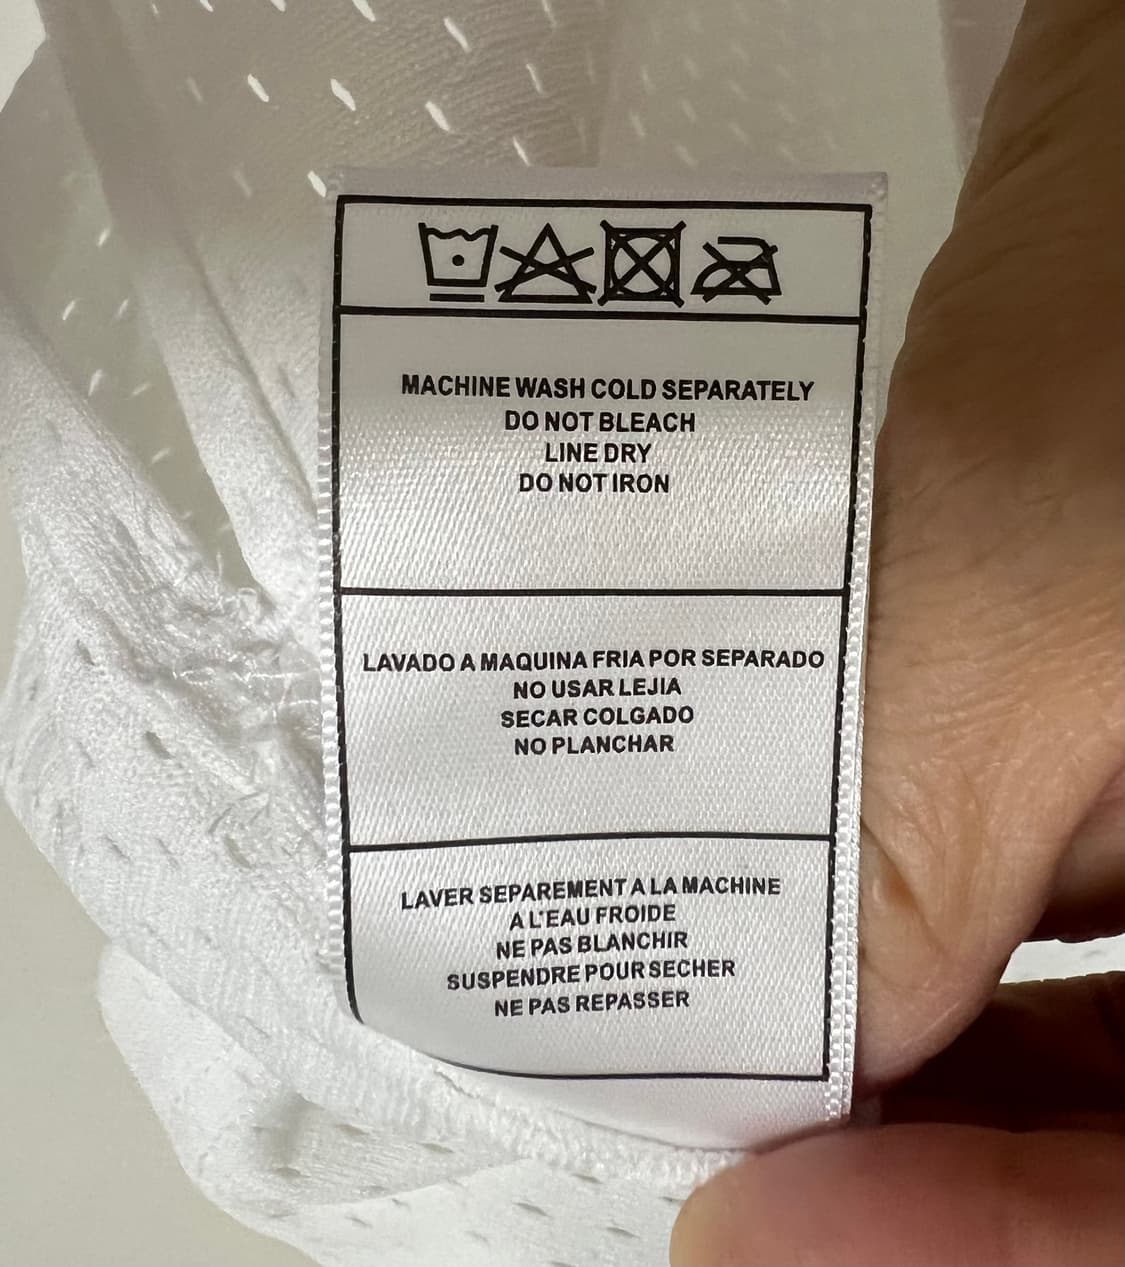 MACHINE WASH COLD SEPARATELY
DO NOT BLEACH
LINE DRY
DO NOT IRON
LAVADO A MAQUINA FRIA POR SEPARADO
NO USAR LEJIA
SECAR COLGADO
NO PLANCHAR
LAVER SEPAREMENT A LA MACHINE
A L'EAU FROIDE
NE PAS BLANCHIR
SUSPENDRE POUR SECHER
NE PAS REPASSER